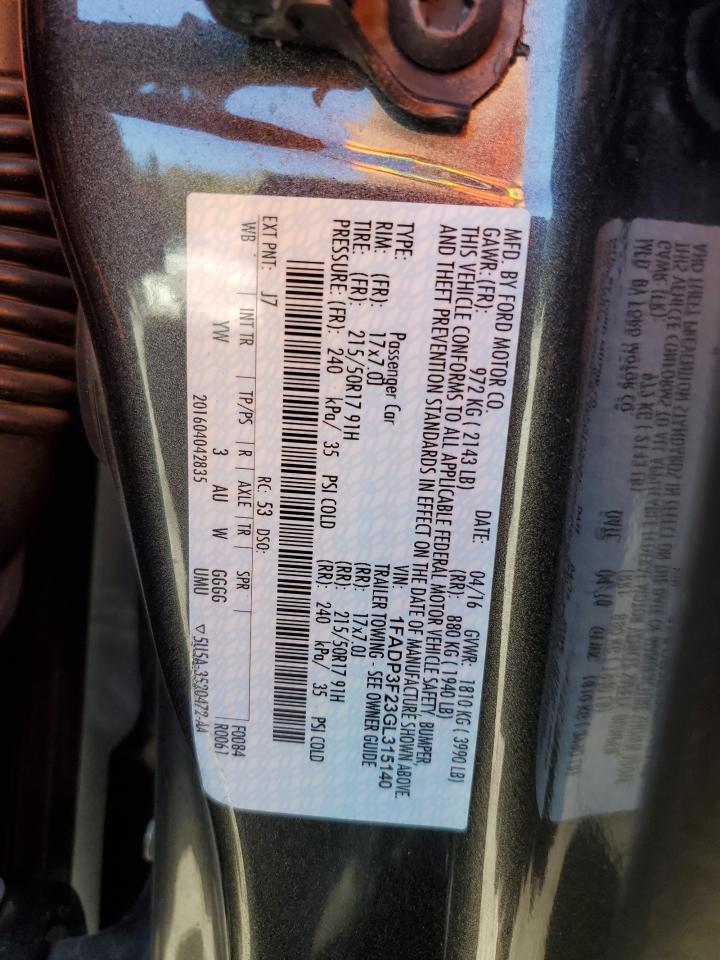 MFD. BY FORD MOTOR CO.
DATE: 04/16 GVWR: 1810 KG ( 3990 LB)
GAWR: (FR): 972 KG ( 2143 LB) (RR): 880 KG ( 1940 LB)
THIS VEHICLE CONFORMS TO ALL APPLICABLE FEDERAL MOTOR VEHICLE SAFETY, BUMPER,
AND THEFT PREVENTION STANDARDS IN EFFECT ON THE DATE OF MANUFACTURE SHOWN ABOVE.
VIN: 1FADP3F23GL315140
TYPE: Passenger Car TRAILER TOWING - SEE OWNER GUIDE
RIM: (FR): 17x7.0J (RR): 17x7.0J
TIRE: (FR): 215/50R17 91H (RR): 215/50R17 91H
PRESSURE: (FR): 240 kPa/ 35 PSI COLD (RR): 240 kPa/ 35 PSI COLD
EXT PNT: J7 RC: 53 DSO:
WB INT TR TP/PS R AXLE TR SPR F0084
YW 3 AU W GGGG R0061
201604042835 UMU